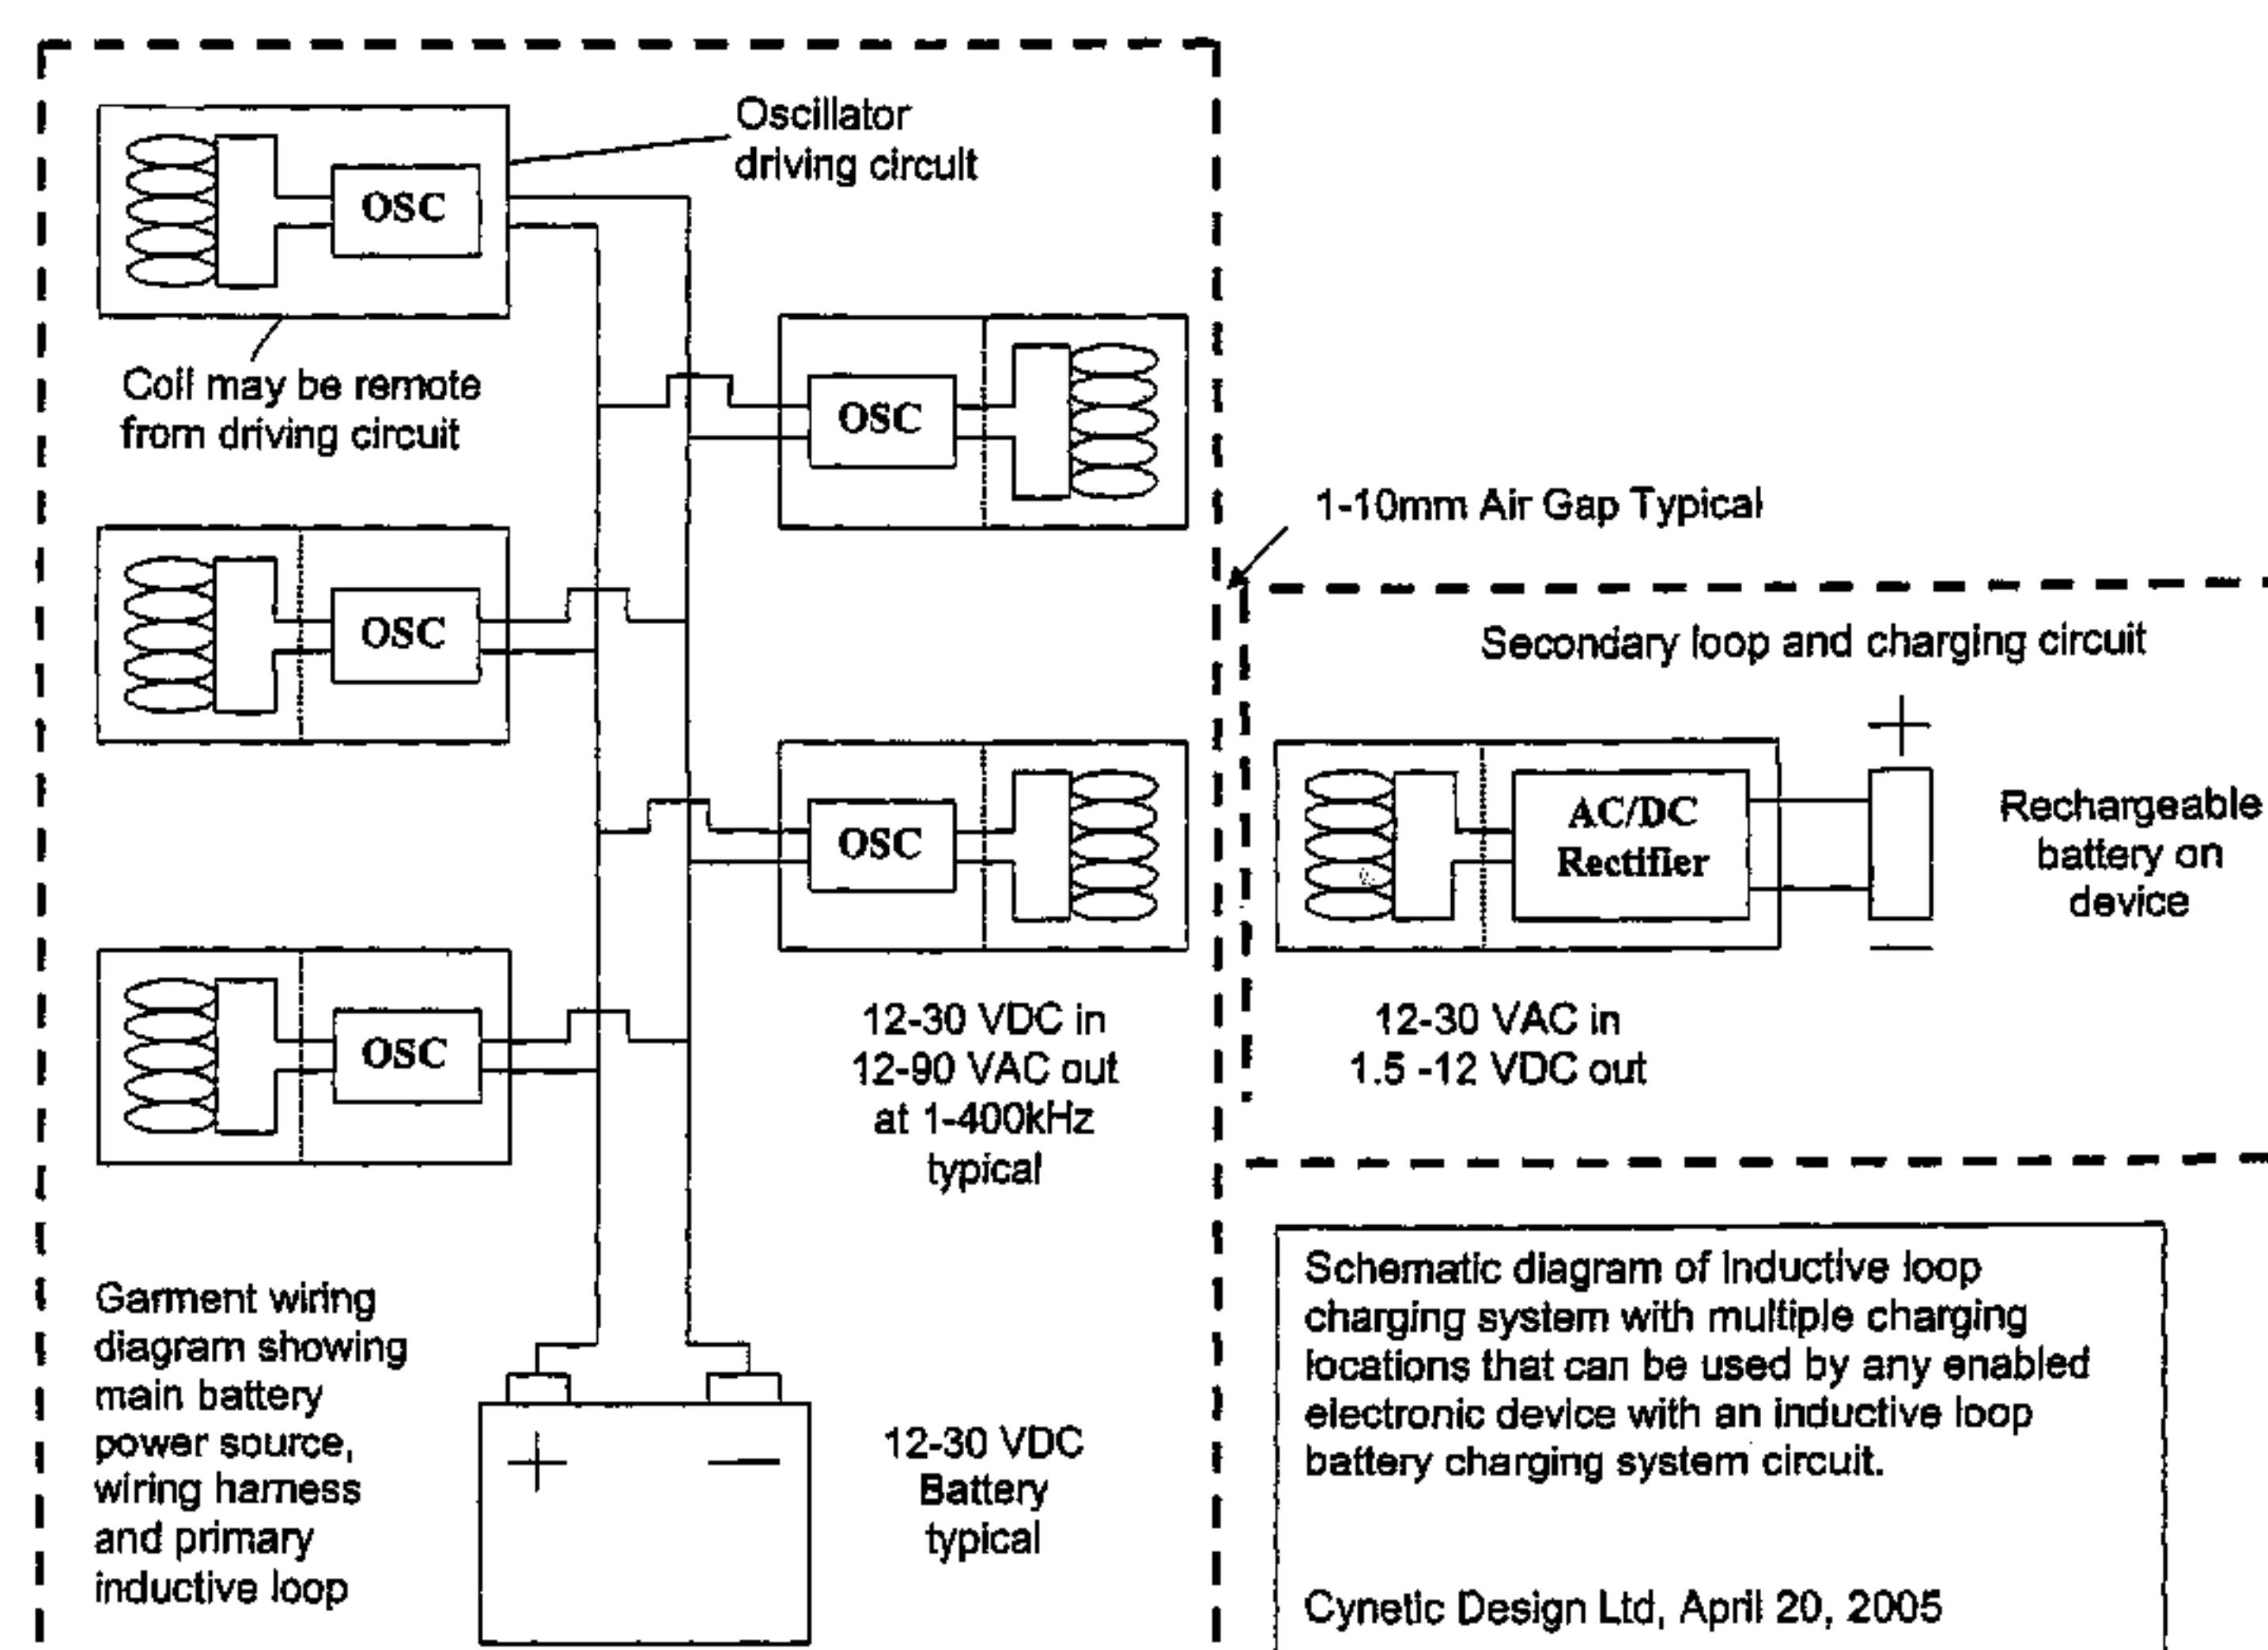 Oscillator
driving circuit
OSC
Coil may be remote
from driving circuit
OSC
1-10mm Air Gap Typical
OSC
Secondary loop and charging circuit
+
OSC
AC/DC
Rectifier
Rechargeable
battery on
device
—
OSC
12-30 VDC in
12-90 VAC out
at 1-400kHz
typical
12-30 VAC in
1.5 -12 VDC out
Garment wiring
diagram showing
main battery
power source,
wiring harness
and primary
inductive loop
+ —
12-30 VDC
Battery
typical
Schematic diagram of inductive loop
charging system with multiple charging
locations that can be used by any enabled
electronic device with an inductive loop
battery charging system circuit.
Cynetic Design Ltd, April 20, 2005